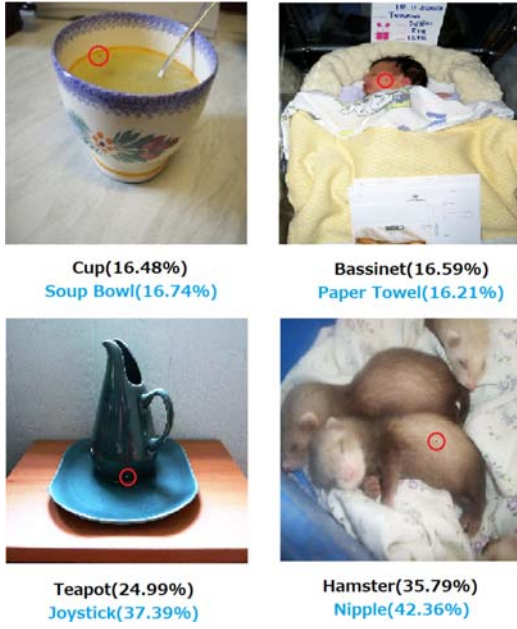 Cup(16.48%)
Soup Bowl(16.74%)
Bassinet(16.59%)
Paper Towel(16.21%)
Teapot(24.99%)
Joystick(37.39%)
Hamster(35.79%)
Nipple(42.36%)